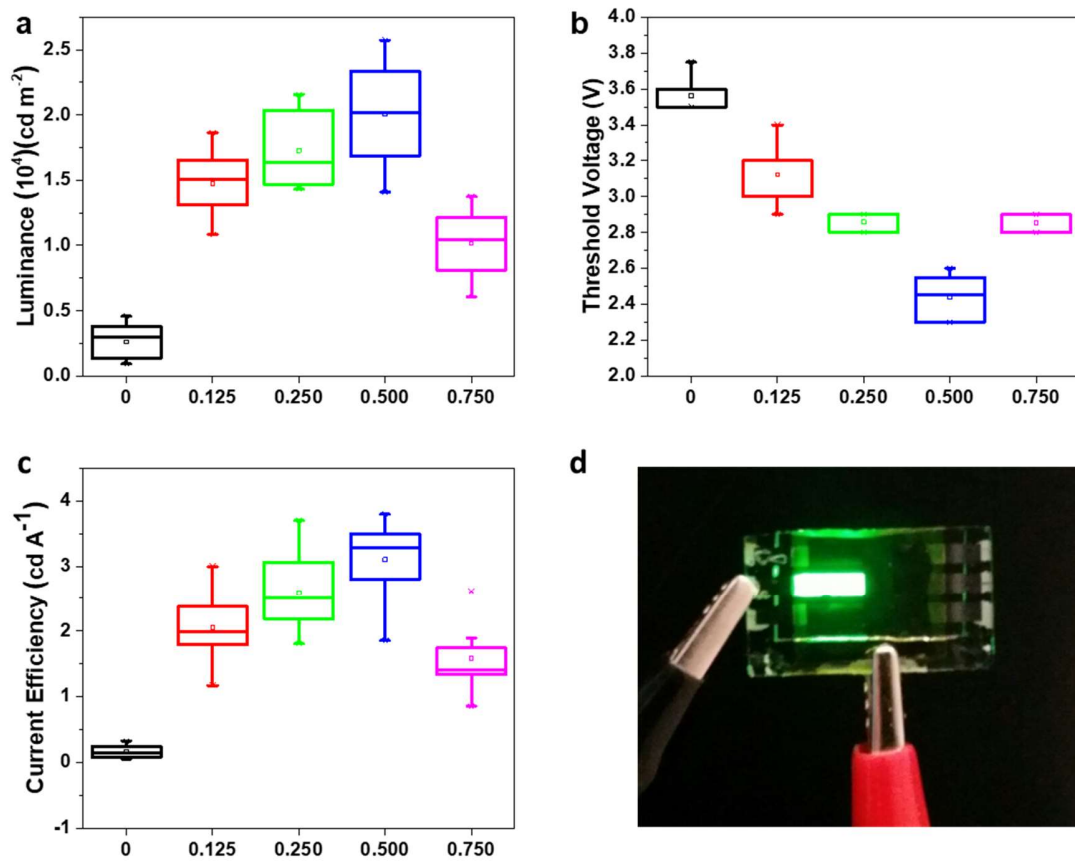 a
Luminance (10⁴)(cd m⁻²)
2.5
2.0
1.5
1.0
0.5
0.0
0 0.125 0.250 0.500 0.750
b
Threshold Voltage (V)
4.0
3.8
3.6
3.4
3.2
3.0
2.8
2.6
2.4
2.2
2.0
0 0.125 0.250 0.500 0.750
c
Current Efficiency (cd A⁻¹)
4
3
2
1
0
-1
0 0.125 0.250 0.500 0.750
d